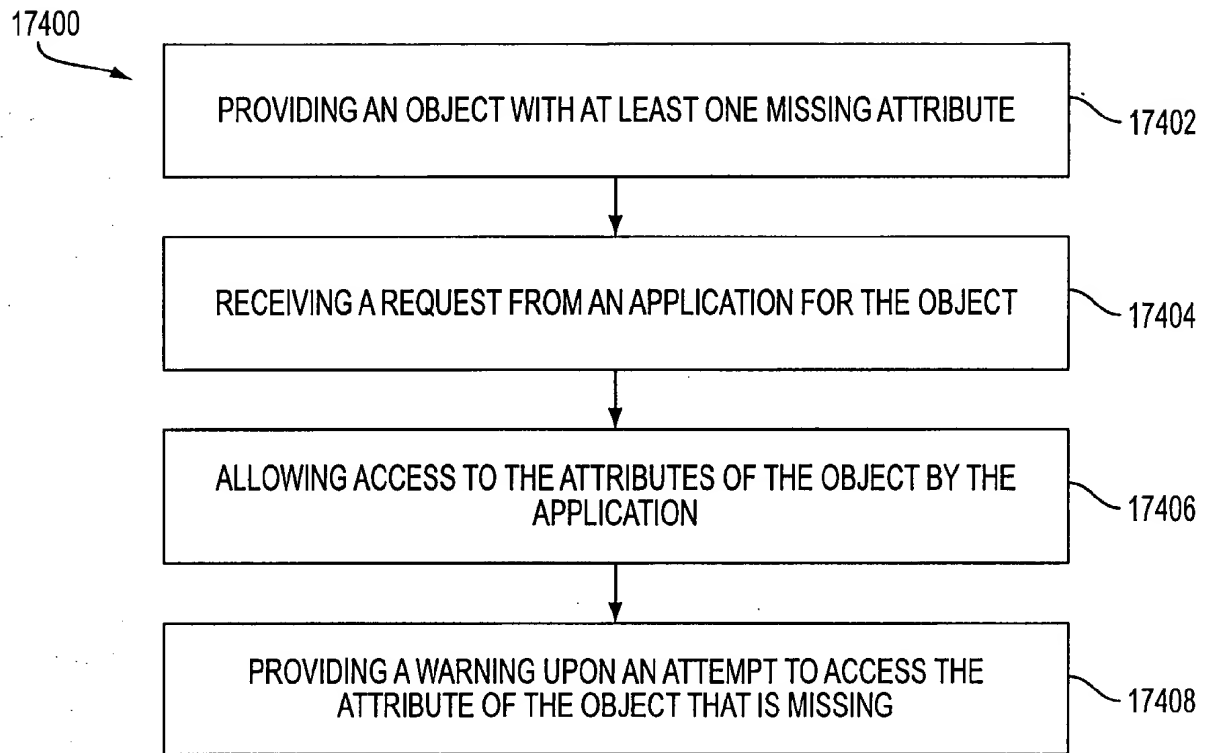 17400
PROVIDING AN OBJECT WITH AT LEAST ONE MISSING ATTRIBUTE
17402
RECEIVING A REQUEST FROM AN APPLICATION FOR THE OBJECT
17404
ALLOWING ACCESS TO THE ATTRIBUTES OF THE OBJECT BY THE
APPLICATION
17406
PROVIDING A WARNING UPON AN ATTEMPT TO ACCESS THE
ATTRIBUTE OF THE OBJECT THAT IS MISSING
17408